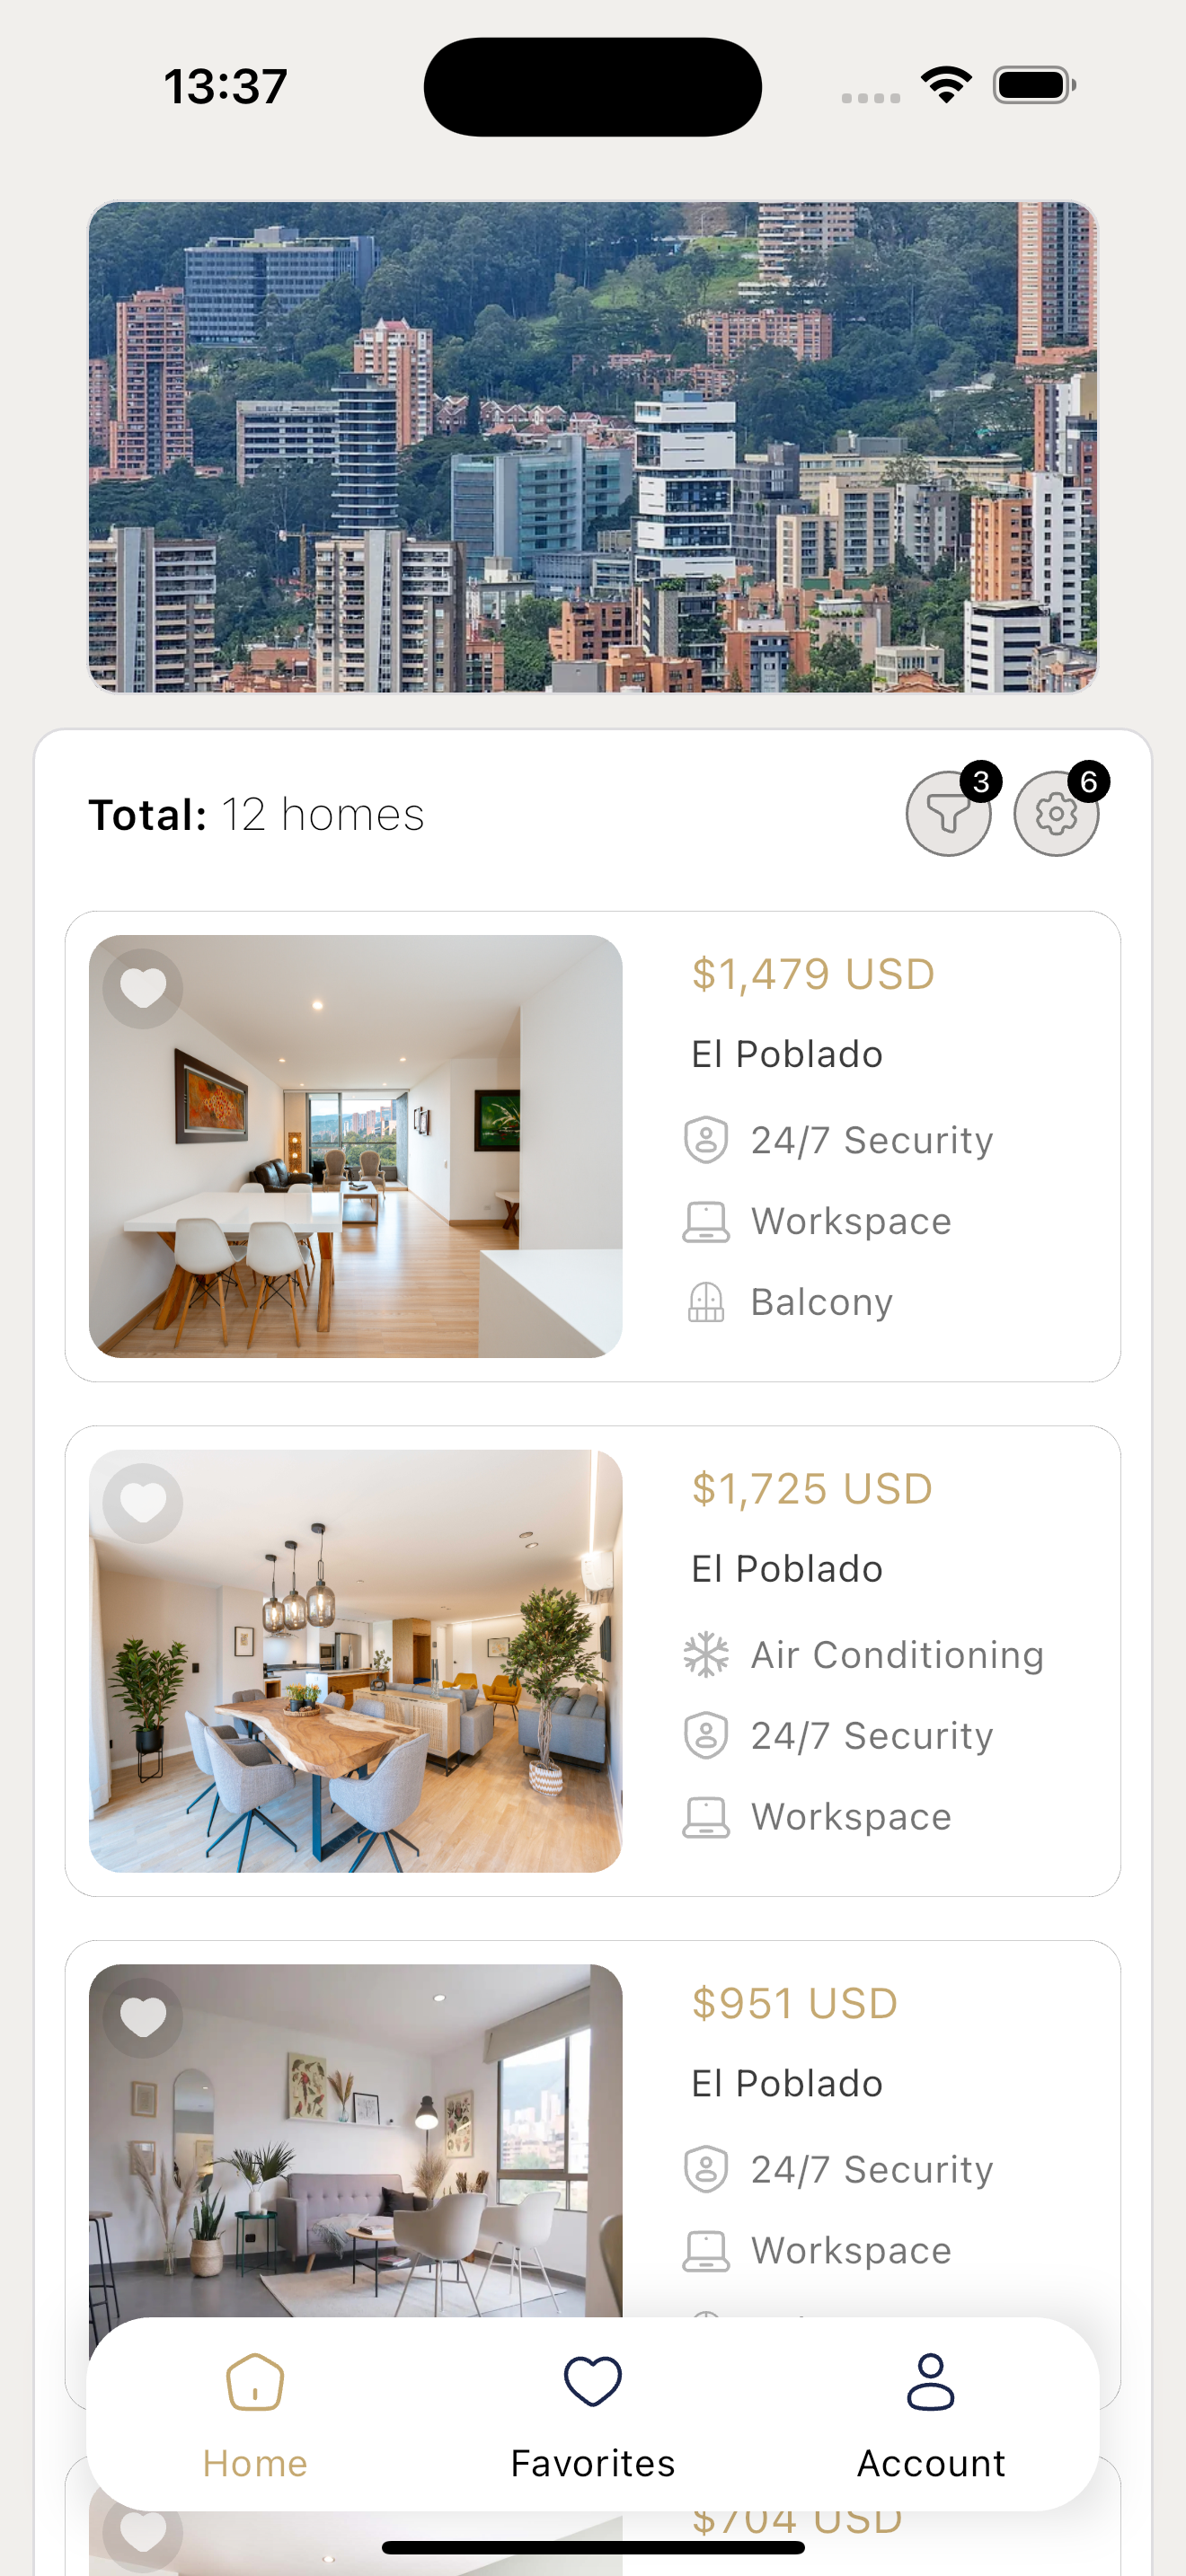 13:37
Total: 12 homes
3
6
$1,479 USD
El Poblado
24/7 Security
Workspace
Balcony
$1,725 USD
El Poblado
Air Conditioning
24/7 Security
Workspace
$951 USD
El Poblado
24/7 Security
Workspace
Home
Favorites
Account
$704 USD